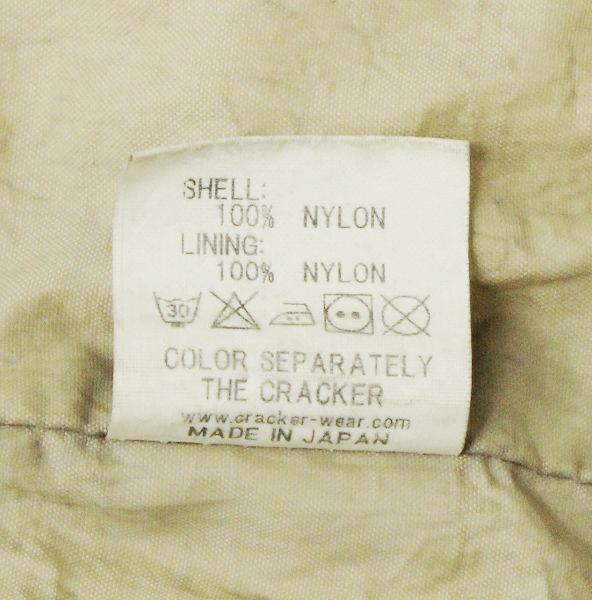 SHELL:
100% NYLON
LINING:
100% NYLON
30
COLOR SEPARATELY
THE CRACKER
www.cracker-wear.com
MADE IN JAPAN